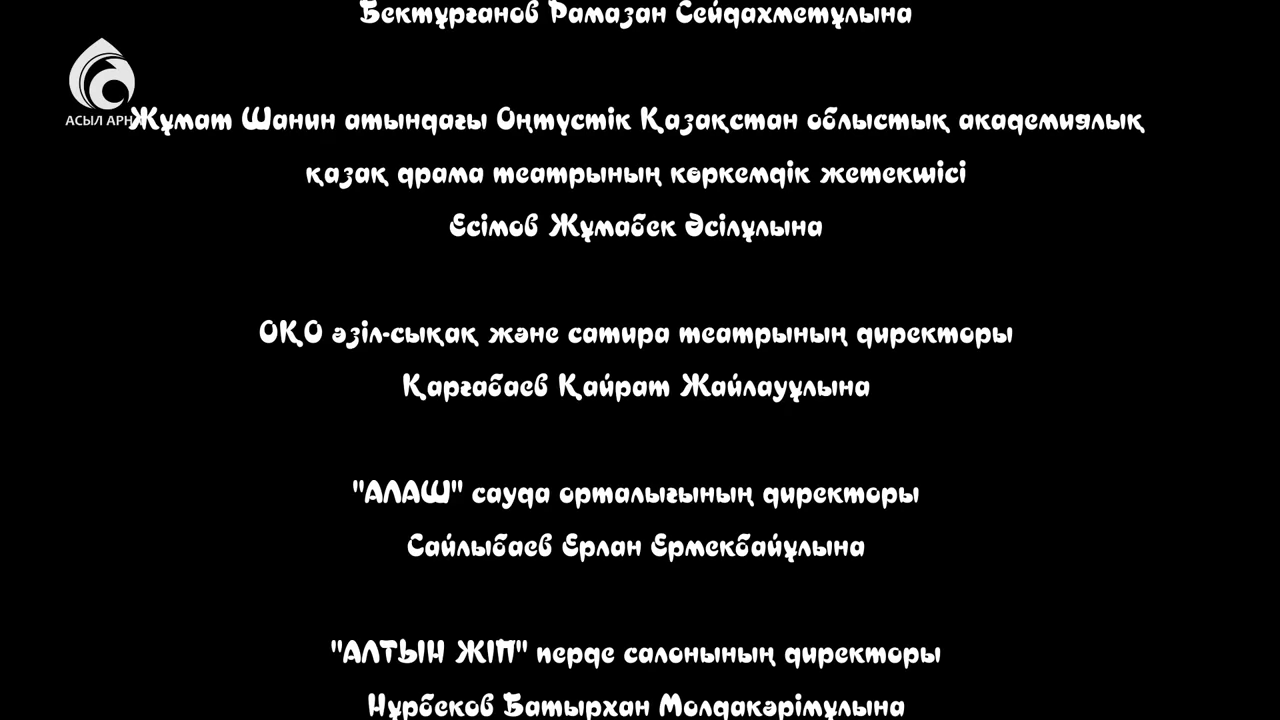 Бектұрғанов Рамазан Сейдахметұлына
АСЫЛ АРНА
Жұмат Шанин атындағы Оңтүстік Қазақстан облыстық академиялық
қазақ драма театрының көркемдік жетекшісі
Есімов Жұмабек Әсілұлына
ОҚО әзіл-сықақ және сатира театрының директоры
Қарғабаев Қайрат Жайлауұлына
"АЛАШ" сауда орталығының директоры
Сайлыбаев Ерлан Ермекбайұлына
"АЛТЫН ЖІП" перде салонының директоры
Нұрбеков Батырхан Молдакәрімұлына